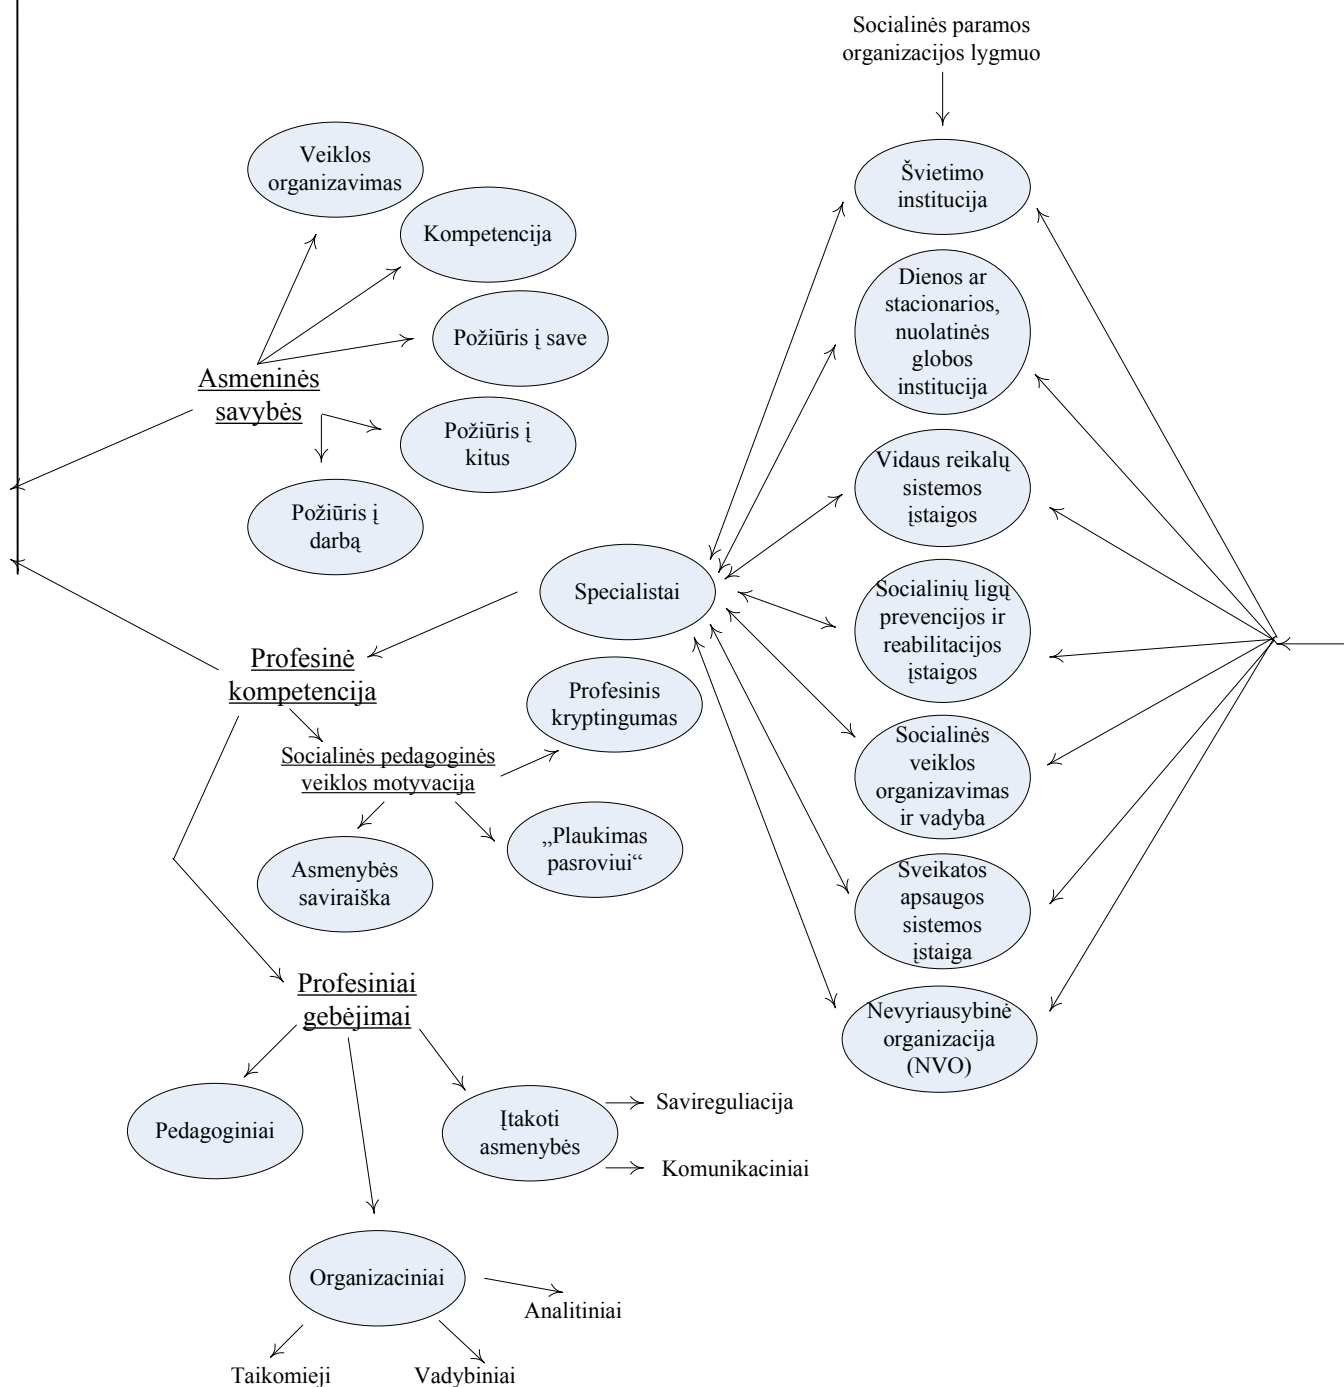 Socialinės paramos
organizacijos lygmuo
Veiklos
organizavimas
Kompetencija
Požiūris į save
Asmeninės
savybės
Požiūris į
kitus
Požiūris į
darbą
Švietimo
institucija
Dienos ar
stacionarios,
nuolatinės
globos
institucija
Vidaus reikalų
sistemos
įstaigos
Specialistai
Socialinių ligų
prevencijos ir
reabilitacijos
įstaigos
Profesinė
kompetencija
Profesinis
kryptingumas
Socialinės pedagoginės
veiklos motyvacija
Asmenybės
saviraiška
„Plaukimas
pasroviui“
Socialinės
veiklos
organizavimas
ir vadyba
Sveikatos
apsaugos
sistemos
įstaiga
Nevyriausybinė
organizacija
(NVO)
Profesiniai
gebėjimai
Pedagoginiai
Įtakoti
asmenybės
Savireguliacija
Komunikaciniai
Organizaciniai
Analitiniai
Taikomieji
Vadybiniai